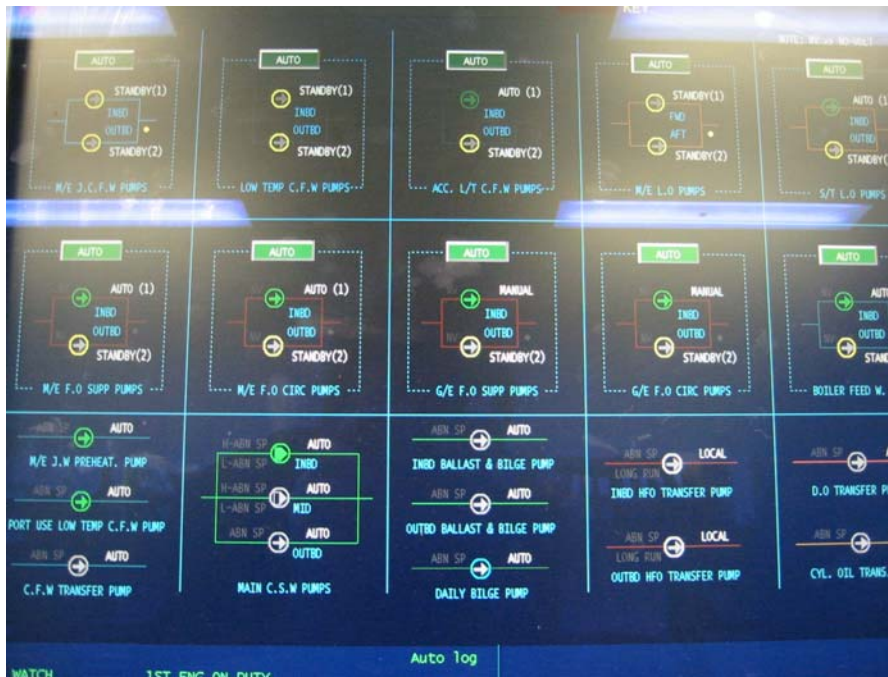 KEY
AUTO
STANDBY(1)
INBD
OUTBD
STANDBY(2)
M/E J.C.F.W PUMPS
AUTO
STANDBY(1)
INBD
OUTBD
STANDBY(2)
LOW TEMP C.F.W PUMPS
AUTO
AUTO (1)
INBD
OUTBD
STANDBY(2)
ACC. L/T C.F.W PUMPS
AUTO
STANDBY(1)
FWD
AFT
STANDBY(2)
M/E L.O PUMPS
AUTO
AUTO (1)
INBD
OUTBD
STANDBY(2)
S/T L.O PUMPS
AUTO
AUTO (1)
INBD
OUTBD
STANDBY(2)
M/E F.O SUPP PUMPS
AUTO
AUTO (1)
INBD
OUTBD
STANDBY(2)
M/E F.O CIRC PUMPS
AUTO
MANUAL
INBD
OUTBD
STANDBY(2)
G/E F.O SUPP PUMPS
AUTO
MANUAL
INBD
OUTBD
STANDBY(2)
G/E F.O CIRC PUMPS
AUTO
INBD
OUTBD
BOILER FEED W.
ABN SP AUTO
M/E J.W PREHEAT. PUMP
ABN SP AUTO
PORT USE LOW TEMP C.F.W PUMP
ABN SP AUTO
C.F.W TRANSFER PUMP
H-ABN SP AUTO
L-ABN SP INBD
H-ABN SP AUTO
L-ABN SP MID
ABN SP AUTO
OUTBD
MAIN C.S.W PUMPS
ABN SP AUTO
INBD BALLAST & BILGE PUMP
ABN SP AUTO
OUTBD BALLAST & BILGE PUMP
ABN SP AUTO
DAILY BILGE PUMP
ABN SP LOCAL
LONG RUN
INBD HFO TRANSFER PUMP
ABN SP LOCAL
LONG RUN
OUTBD HFO TRANSFER PUMP
ABN SP
D.O TRANSFER
ABN SP
CYL. OIL TRANS.
Auto log
WATCH 1ST ENG ON DUTY